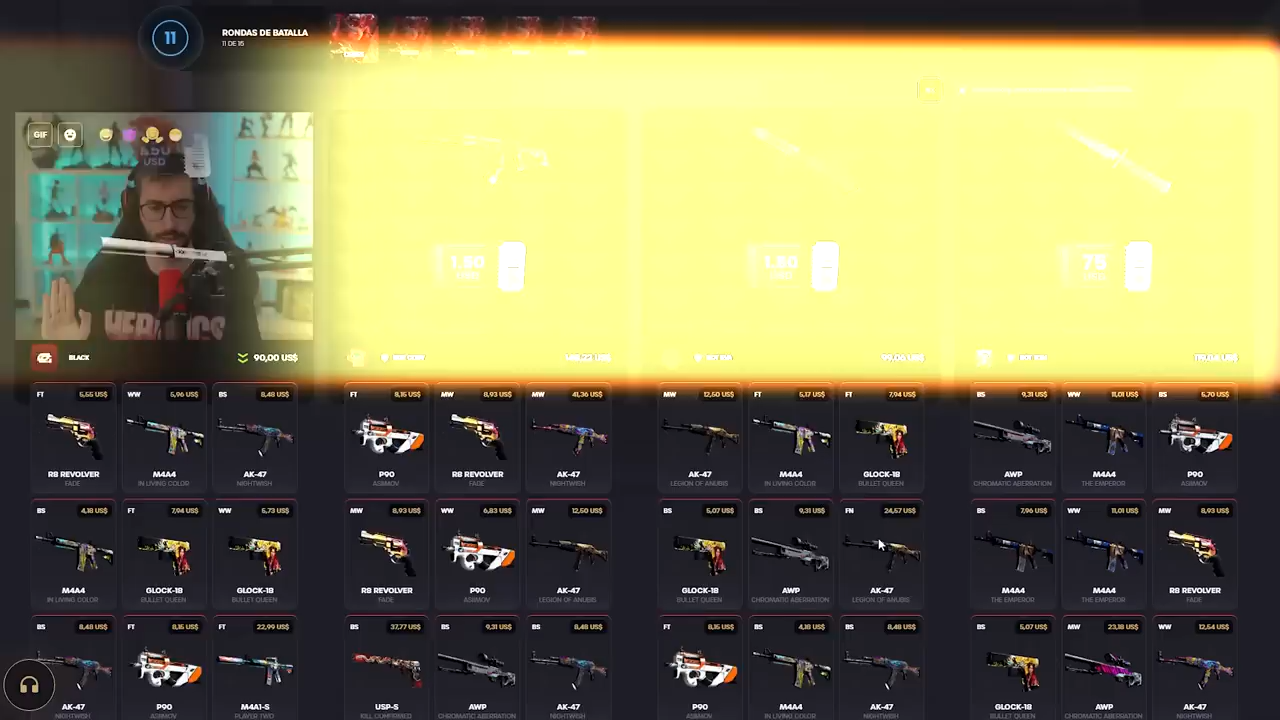 11
RONDAS DE BATALLA
11 DE 15
GIF
USD
1.50
1.50
75
BLACK
90,00 US$
FT 5,55 US$
WW 5,96 US$
BS 8,48 US$
FT 8,15 US$
MW 8,93 US$
MW 41,36 US$
MW 12,50 US$
FT 5,17 US$
FT 7,94 US$
BS 9,31 US$
WW 11,01 US$
BS 5,70 US$
R8 REVOLVER
M4A4
AK-47
P90
R8 REVOLVER
AK-47
AK-47
M4A4
GLOCK-18
AWP
M4A4
P90
FADE
IN LIVING COLOR
NIGHTWISH
ASIIMOV
FADE
NIGHTWISH
LEGION OF ANUBIS
IN LIVING COLOR
BULLET QUEEN
CHROMATIC ABERRATION
THE EMPEROR
ASIIMOV
BS 4,18 US$
FT 7,94 US$
WW 5,73 US$
MW 8,93 US$
WW 6,83 US$
MW 12,50 US$
BS 5,07 US$
BS 9,31 US$
FN 24,57 US$
BS 7,96 US$
WW 11,01 US$
MW 8,93 US$
M4A4
GLOCK-18
GLOCK-18
R8 REVOLVER
P90
AK-47
GLOCK-18
AWP
AK-47
M4A4
M4A4
R8 REVOLVER
IN LIVING COLOR
BULLET QUEEN
BULLET QUEEN
FADE
ASIIMOV
LEGION OF ANUBIS
BULLET QUEEN
CHROMATIC ABERRATION
LEGION OF ANUBIS
THE EMPEROR
THE EMPEROR
FADE
BS 8,48 US$
FT 8,15 US$
FT 22,99 US$
BS 37,77 US$
BS 9,31 US$
BS 8,48 US$
FT 8,15 US$
BS 4,18 US$
BS 8,48 US$
BS 5,07 US$
MW 23,18 US$
WW 12,54 US$
AK-47
P90
M4A1-S
USP-S
AWP
AK-47
P90
M4A4
AK-47
GLOCK-18
AWP
AK-47
NIGHTWISH
ASIIMOV
PLAYER TWO
KILL CONFIRMED
CHROMATIC ABERRATION
NIGHTWISH
ASIIMOV
IN LIVING COLOR
NIGHTWISH
BULLET QUEEN
CHROMATIC ABERRATION
NIGHTWISH